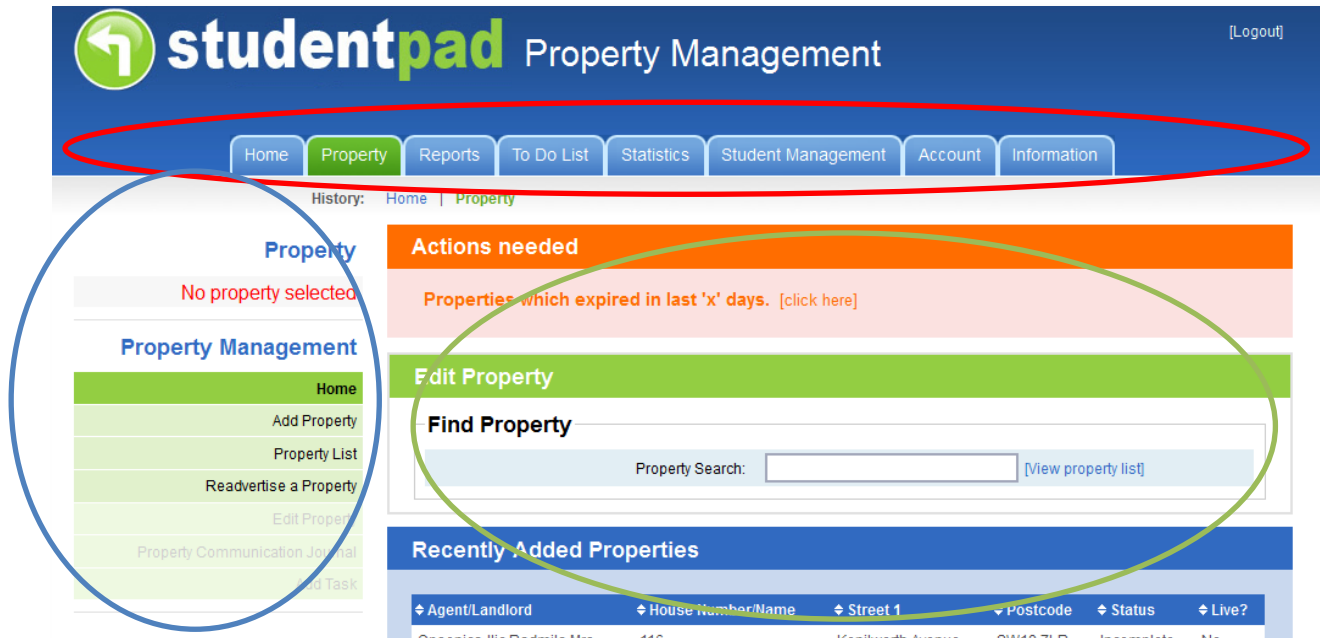 studentpad Property Management
[Logout]
Home Property Reports To Do List Statistics Student Management Account Information
History: Home | Property
Property
No property selected
Property Management
Home
Add Property
Property List
Readvertise a Property
Edit Property
Property Communication Journal
Add Task
Actions needed
Properties which expired in last 'x' days. [click here]
Edit Property
Find Property
Property Search: [View property list]
Recently Added Properties
Agent/Landlord House Number/Name Street 1 Postcode Status Live?